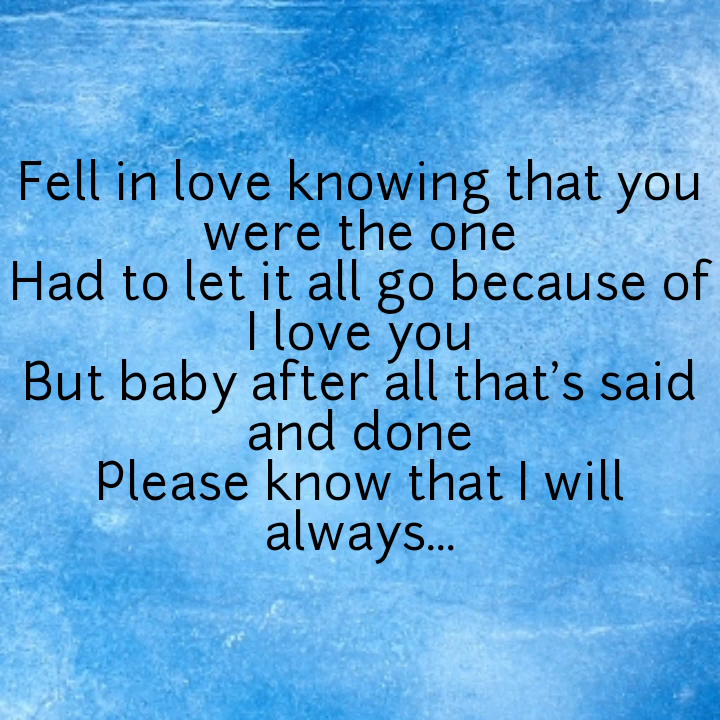 Fell in love knowing that you
were the one
Had to let it all go because of
I love you
But baby after all that’s said
and done
Please know that I will
always...